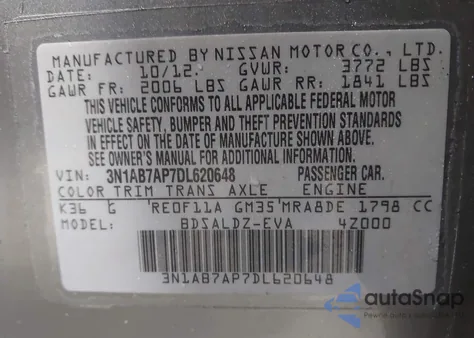 MANUFACTURED BY NISSAN MOTOR CO., LTD.
DATE: 10/12. GVWR: 3772 LBS
GAWR FR: 2006 LBS GAWR RR: 1841 LBS
THIS VEHICLE CONFORMS TO ALL APPLICABLE FEDERAL MOTOR
VEHICLE SAFETY, BUMPER AND THEFT PREVENTION STANDARDS
IN EFFECT ON THE DATE OF MANUFACTURE SHOWN ABOVE.
SEE OWNER'S MANUAL FOR ADDITIONAL INFORMATION.
VIN: 3N1AB7AP7DL620648 PASSENGER CAR.
COLOR TRIM TRANS AXLE ENGINE
K36 G RE0F11A GM35 MRA8DE 1798 CC
MODEL: BDSALDZ-EVA 4Z000
3N1AB7AP7DL620648
autoSnap